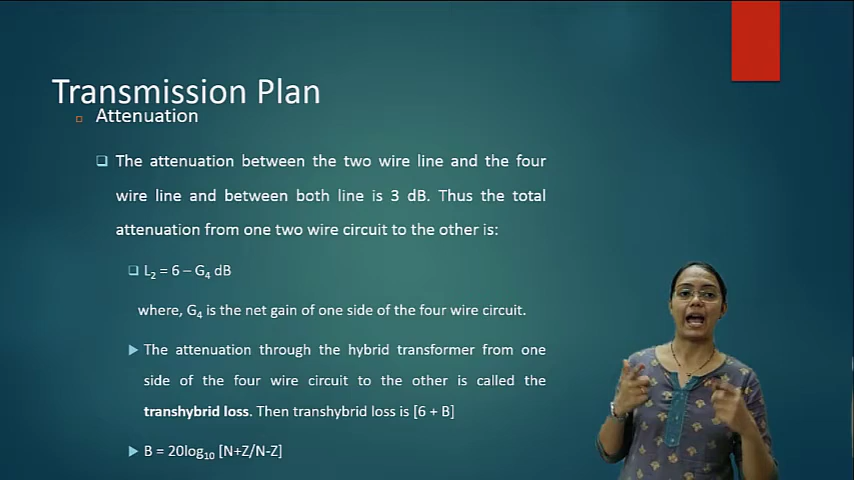 Transmission Plan
Attenuation
The attenuation between the two wire line and the four
wire line and between both line is 3 dB. Thus the total
attenuation from one two wire circuit to the other is:
L₂ = 6 – G₄ dB
where, G₄ is the net gain of one side of the four wire circuit.
The attenuation through the hybrid transformer from one
side of the four wire circuit to the other is called the
transhybrid loss. Then transhybrid loss is [6 + B]
B = 20log₁₀ [N+Z/N-Z]